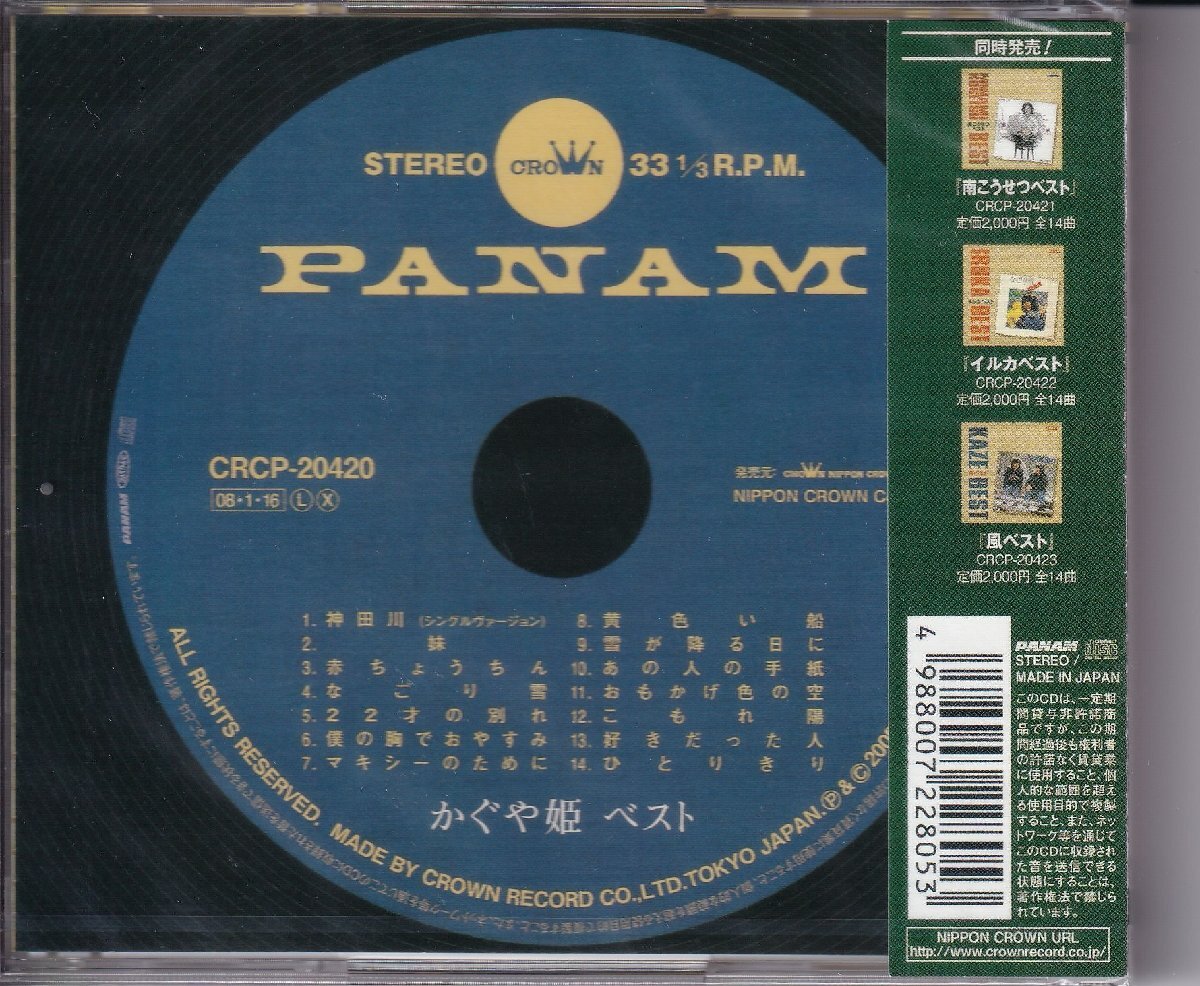 STEREO CROWN 33 1/3 R.P.M.
PANAM
CRCP-20420
08・1・16 L X
発売元: CROWN NIPPON CROW
NIPPON CROWN C
1. 神田川 (シングルヴァージョン)
2. 妹
3. 赤ちょうちん
4. なごり雪
5. 22才の別れ
6. 僕の胸でおやすみ
7. マキシーのために
8. 黄色い船
9. 雪が降る日に
10. あの人の手紙
11. おもかげ色の空
12. こもれ陽
13. 好きだった人
14. ひとりきり
かぐや姫 ベスト
ALL RIGHTS RESERVED. MADE BY CROWN RECORD CO.,LTD.TOKYO JAPAN.Ⓟ&©200
PANAM
同時発売!
BEST
『南こうせつベスト』
CRCP-20421
定価2,000円 全14曲
IRUKA BEST
『イルカベスト』
CRCP-20422
定価2,000円 全14曲
KAZE BEST
『風ベスト』
CRCP-20423
定価2,000円 全14曲
4 988007 228053
PANAM
STEREO /
MADE IN JAPAN
このCDは、一定期
間貸与非許諾商
品ですが、この期
間経過後も権利者
の許諾なく賃貸業
に使用すること、個
人的な範囲を超え
る使用目的で複製
すること、また、ネッ
トワーク等を通じて
このCDに収録され
た音を送信できる
状態にすることは、
著作権法で禁じら
れています。
NIPPON CROWN URL
http://www.crownrecord.co.jp/